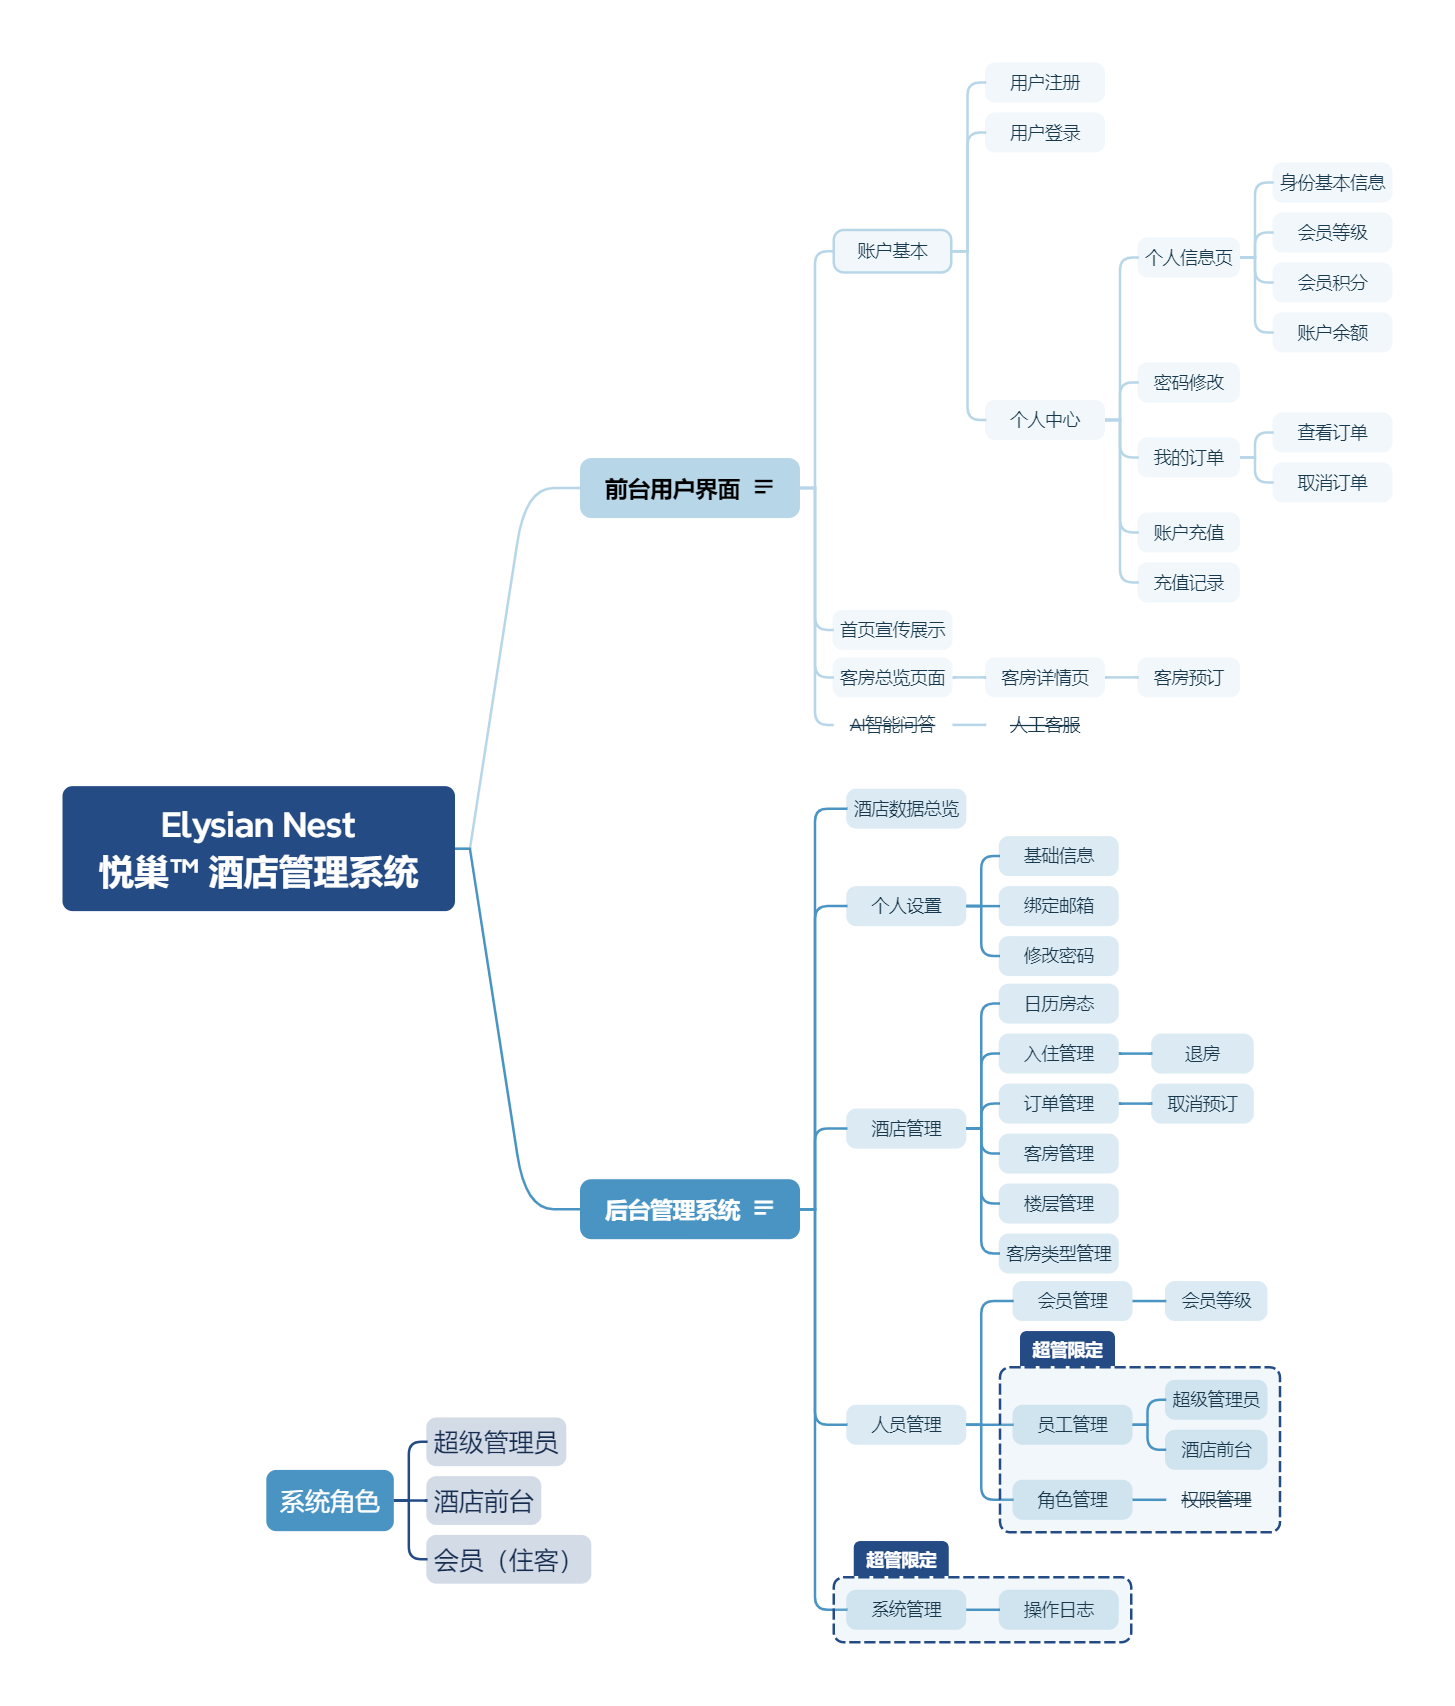 Elysian Nest
悦巢™ 酒店管理系统
前台用户界面
账户基本
用户注册
用户登录
个人中心
个人信息页
身份基本信息
会员等级
会员积分
账户余额
密码修改
我的订单
查看订单
取消订单
账户充值
充值记录
首页宣传展示
客房总览页面
客房详情页
客房预订
AI智能问答
人工客服
后台管理系统
酒店数据总览
个人设置
基础信息
绑定邮箱
修改密码
酒店管理
日历房态
入住管理
退房
订单管理
取消预订
客房管理
楼层管理
客房类型管理
人员管理
会员管理
会员等级
超管限定
员工管理
超级管理员
酒店前台
角色管理
权限管理
超管限定
系统管理
操作日志
系统角色
超级管理员
酒店前台
会员（住客）